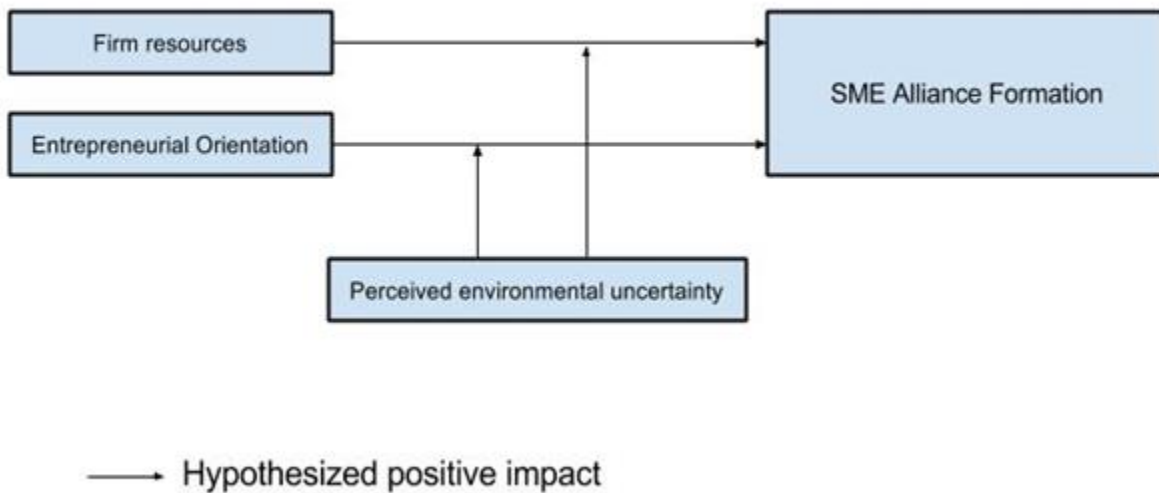 Firm resources
SME Alliance Formation
Entrepreneurial Orientation
Perceived environmental uncertainty
Hypothesized positive impact